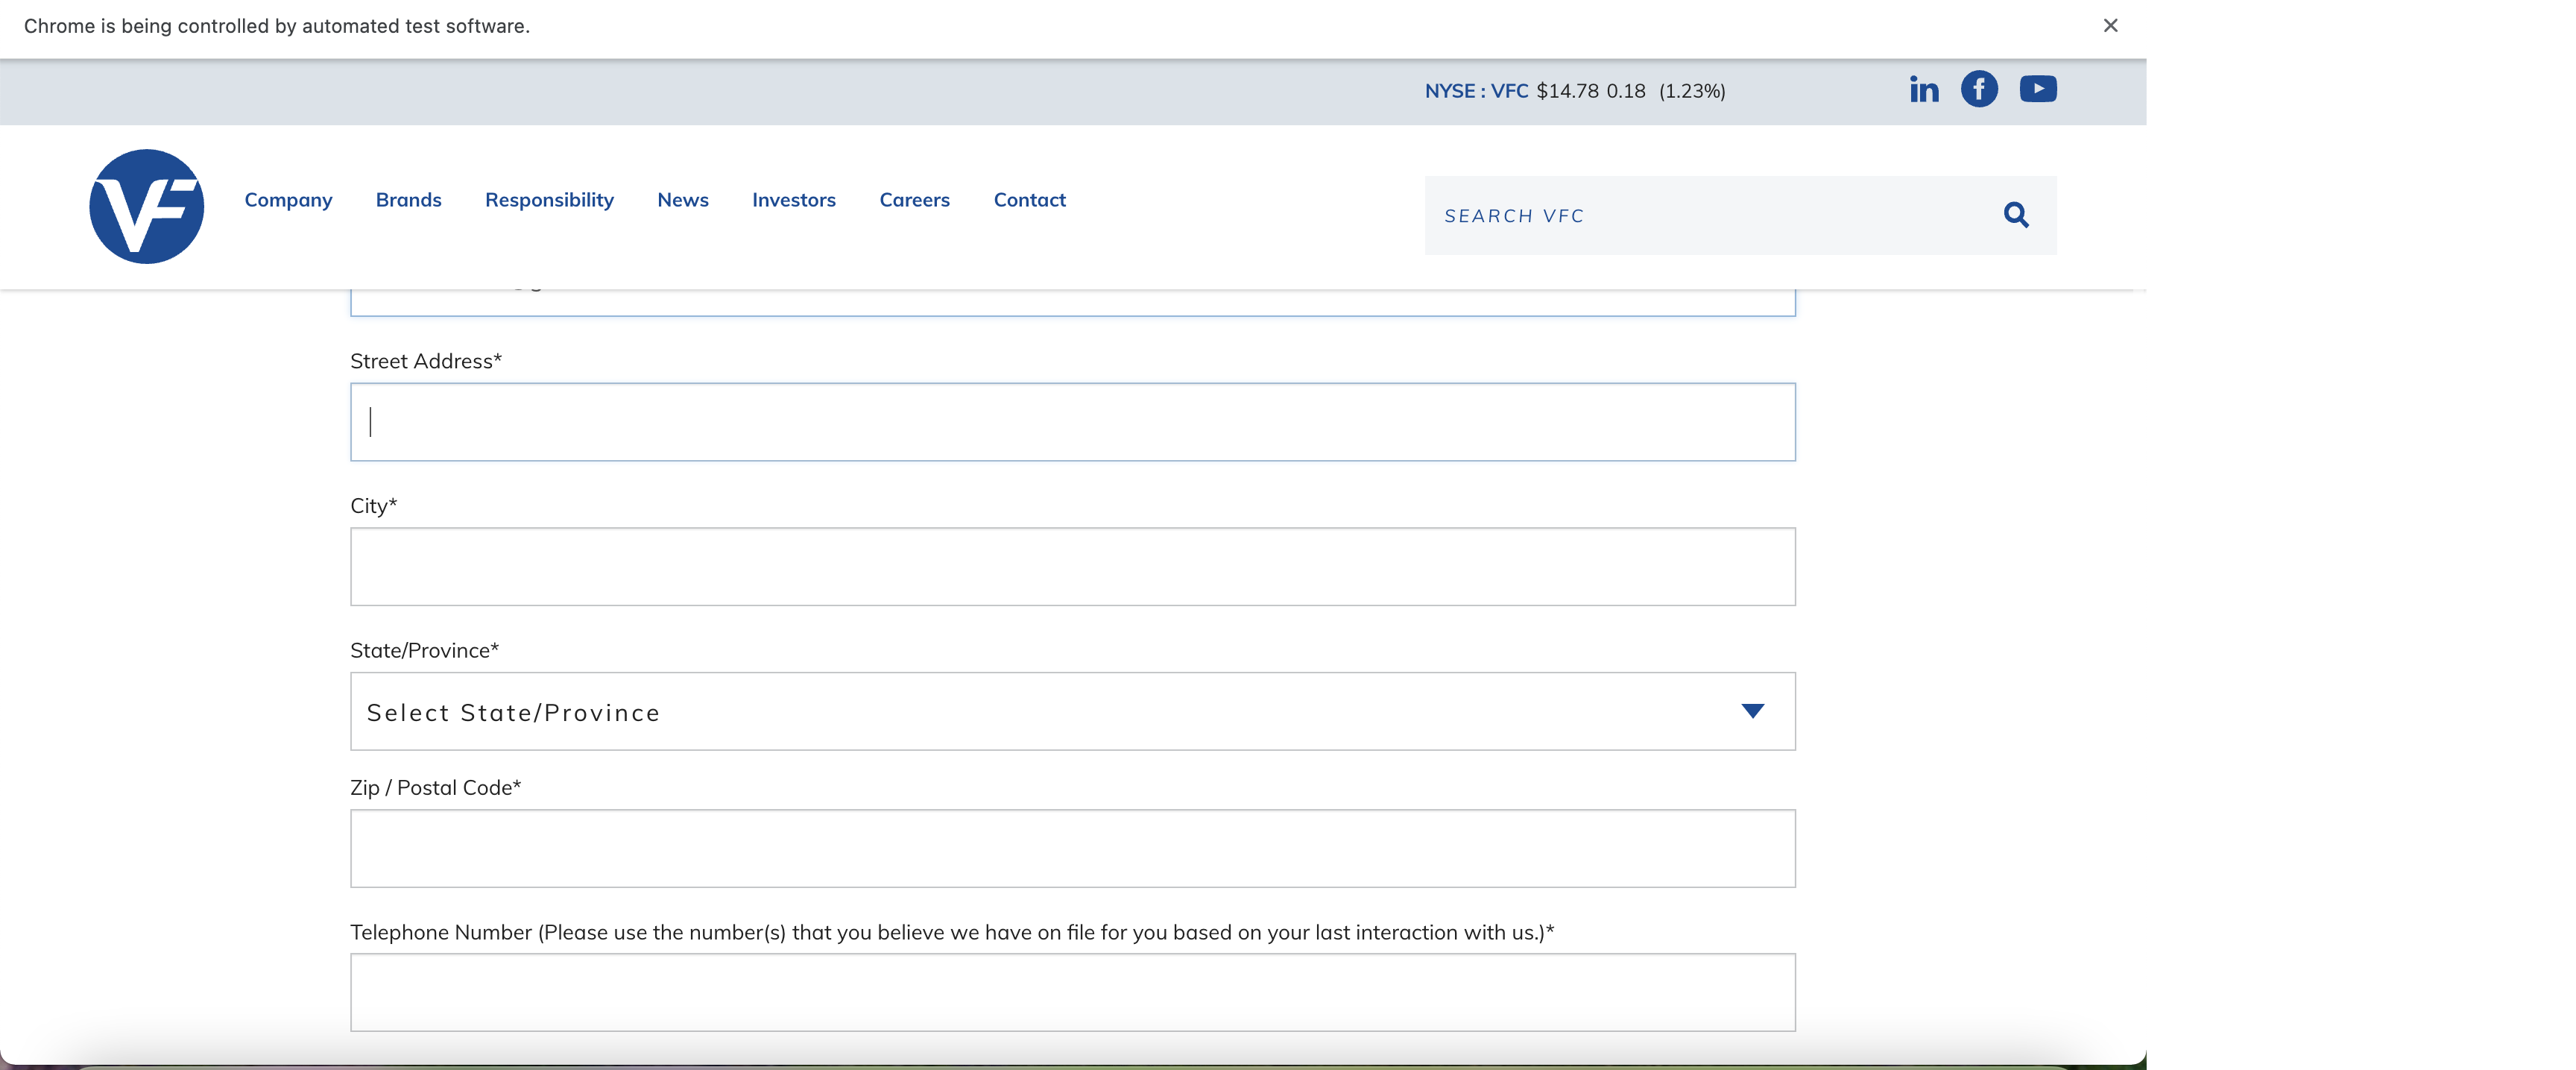 Chrome is being controlled by automated test software.
NYSE : VFC $14.78 0.18 (1.23%)
VF
Company Brands Responsibility News Investors Careers Contact
SEARCH VFC
Street Address*
City*
State/Province*
Select State/Province
Zip / Postal Code*
Telephone Number (Please use the number(s) that you believe we have on file for you based on your last interaction with us.)*